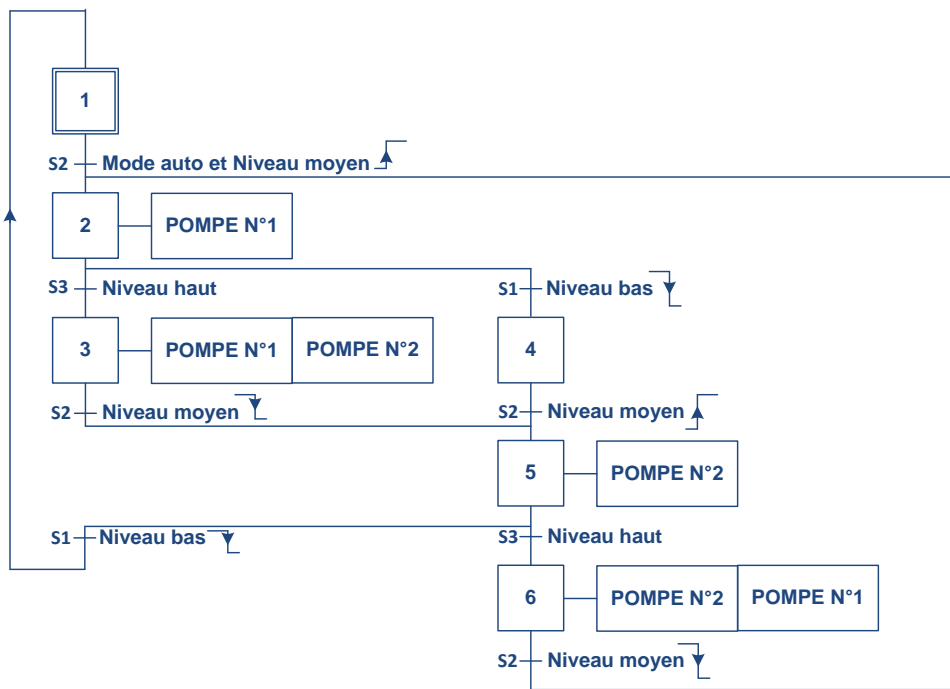 1
S2 Mode auto et Niveau moyen
2 POMPE N°1
S3 Niveau haut S1 Niveau bas
3 POMPE N°1 POMPE N°2 4
S2 Niveau moyen S2 Niveau moyen
5 POMPE N°2
S1 Niveau bas S3 Niveau haut
6 POMPE N°2 POMPE N°1
S2 Niveau moyen